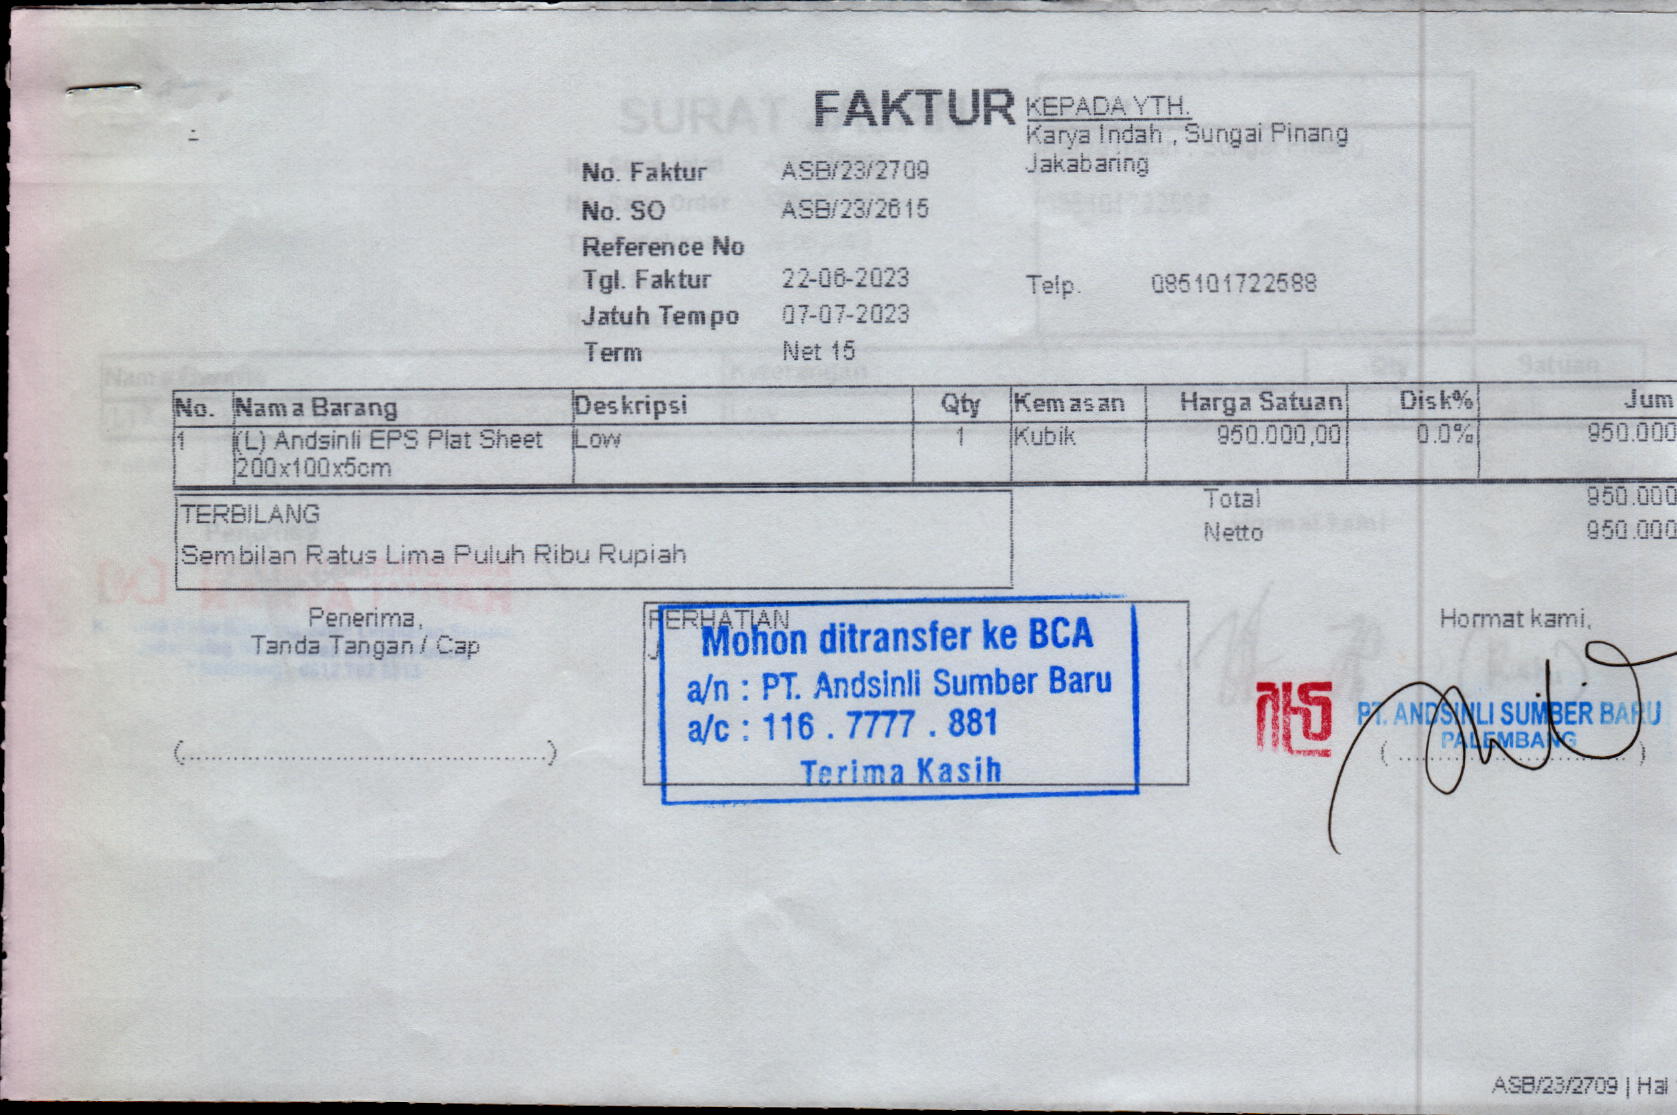 FAKTUR
KEPADA YTH.
Karya Indah , Sungai Pinang
Jakabaring
No. Faktur ASB/23/2709
No. SO ASB/23/2615
Reference No
Tgl. Faktur 22-06-2023
Telp. 085101722588
Jatuh Tempo 07-07-2023
Term Net 15
No. Nama Barang Deskripsi Qty Kemasan Harga Satuan Disk% Jum
1 (L) Andsinli EPS Plat Sheet Low 1 Kubik 950.000,00 0.0% 950.000
200x100x5cm
Total 950.000
Netto 950.000
TERBILANG
Sembilan Ratus Lima Puluh Ribu Rupiah
Penerima,
Tanda Tangan / Cap
(............................................)
PERHATIAN
Mohon ditransfer ke BCA
a/n : PT. Andsinli Sumber Baru
a/c : 116 . 7777 . 881
Terima Kasih
Hormat kami,
PT. ANDSINLI SUMBER BARU
PALEMBANG
ASB/23/2709 | Hal